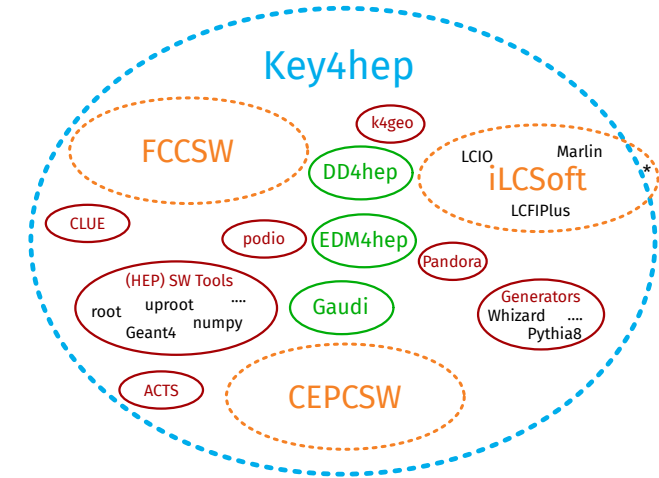 Key4hep
k4geo
FCCSW
DD4hep
LCIO
Marlin
iLCSoft
*
LCFIPlus
CLUE
podio
EDM4hep
Pandora
(HEP) SW Tools
root
uproot
....
Geant4
numpy
Gaudi
Generators
Whizard
....
Pythia8
ACTS
CEPCSW